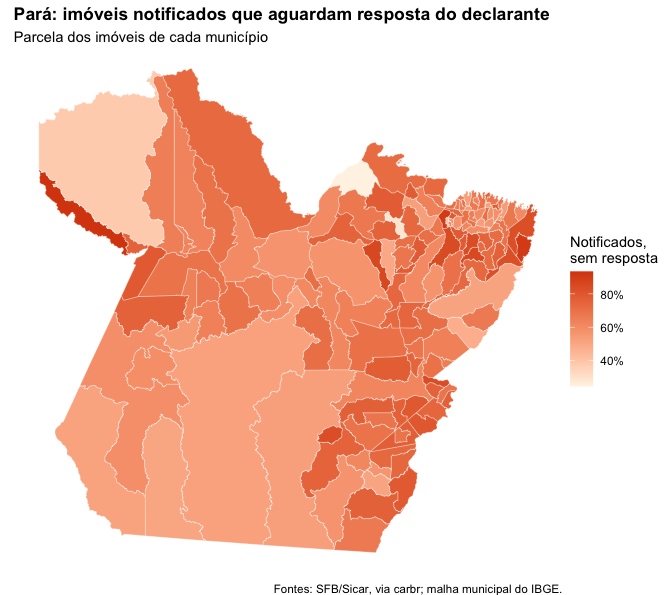 Pará: imóveis notificados que aguardam resposta do declarante
Parcela dos imóveis de cada município
Notificados,
sem resposta
80%
60%
40%
Fontes: SFB/Sicar, via carbr; malha municipal do IBGE.